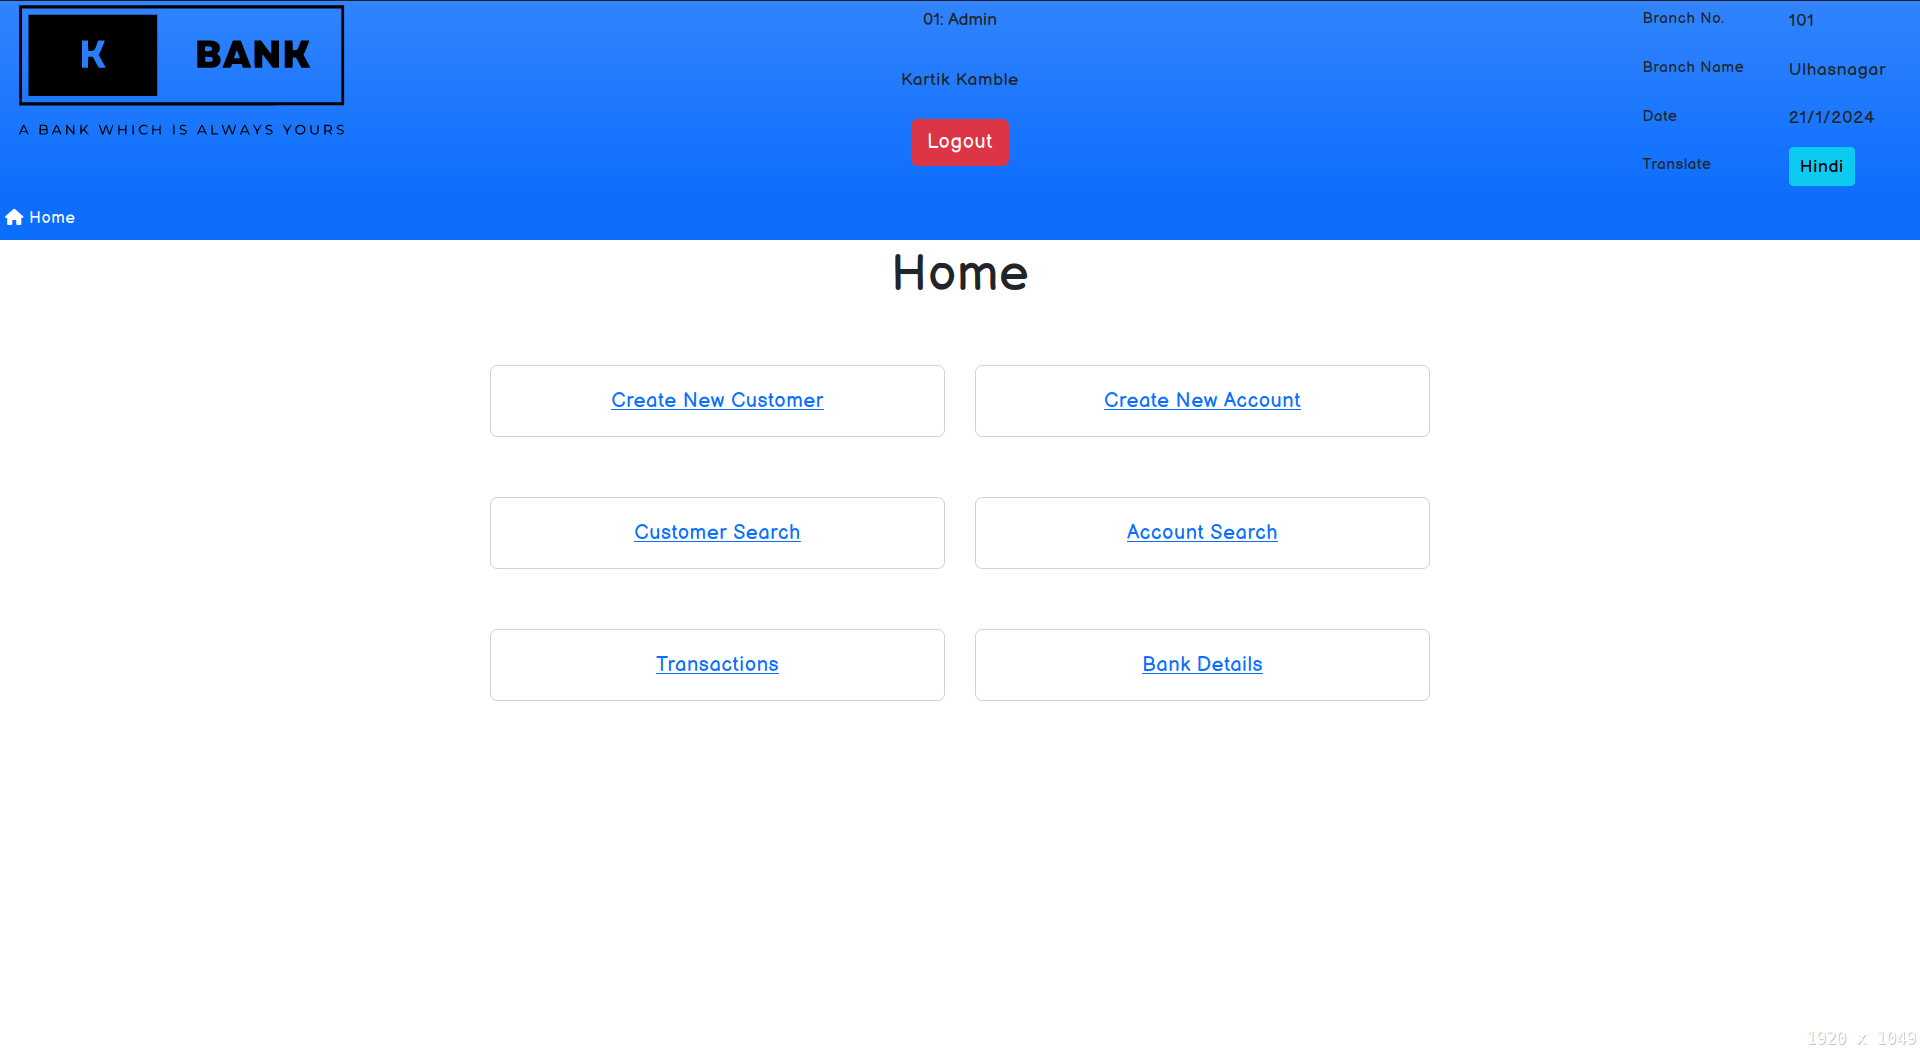 K BANK
A BANK WHICH IS ALWAYS YOURS
01: Admin
Kartik Kamble
Logout
Branch No. 101
Branch Name Ulhasnagar
Date 21/1/2024
Translate Hindi
Home
Home
Create New Customer
Create New Account
Customer Search
Account Search
Transactions
Bank Details
1920 x 1049